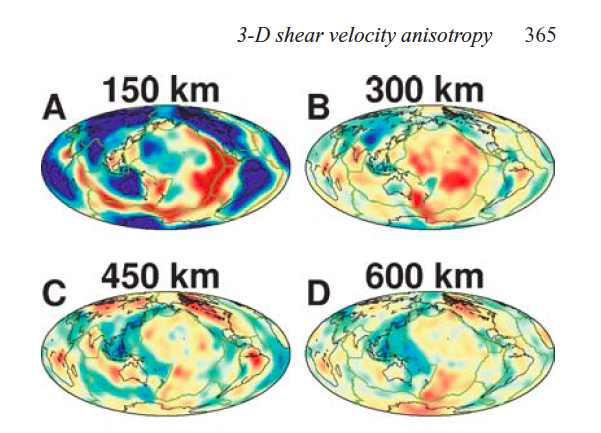 3-D shear velocity anisotropy 365
A 150 km
B 300 km
C 450 km
D 600 km